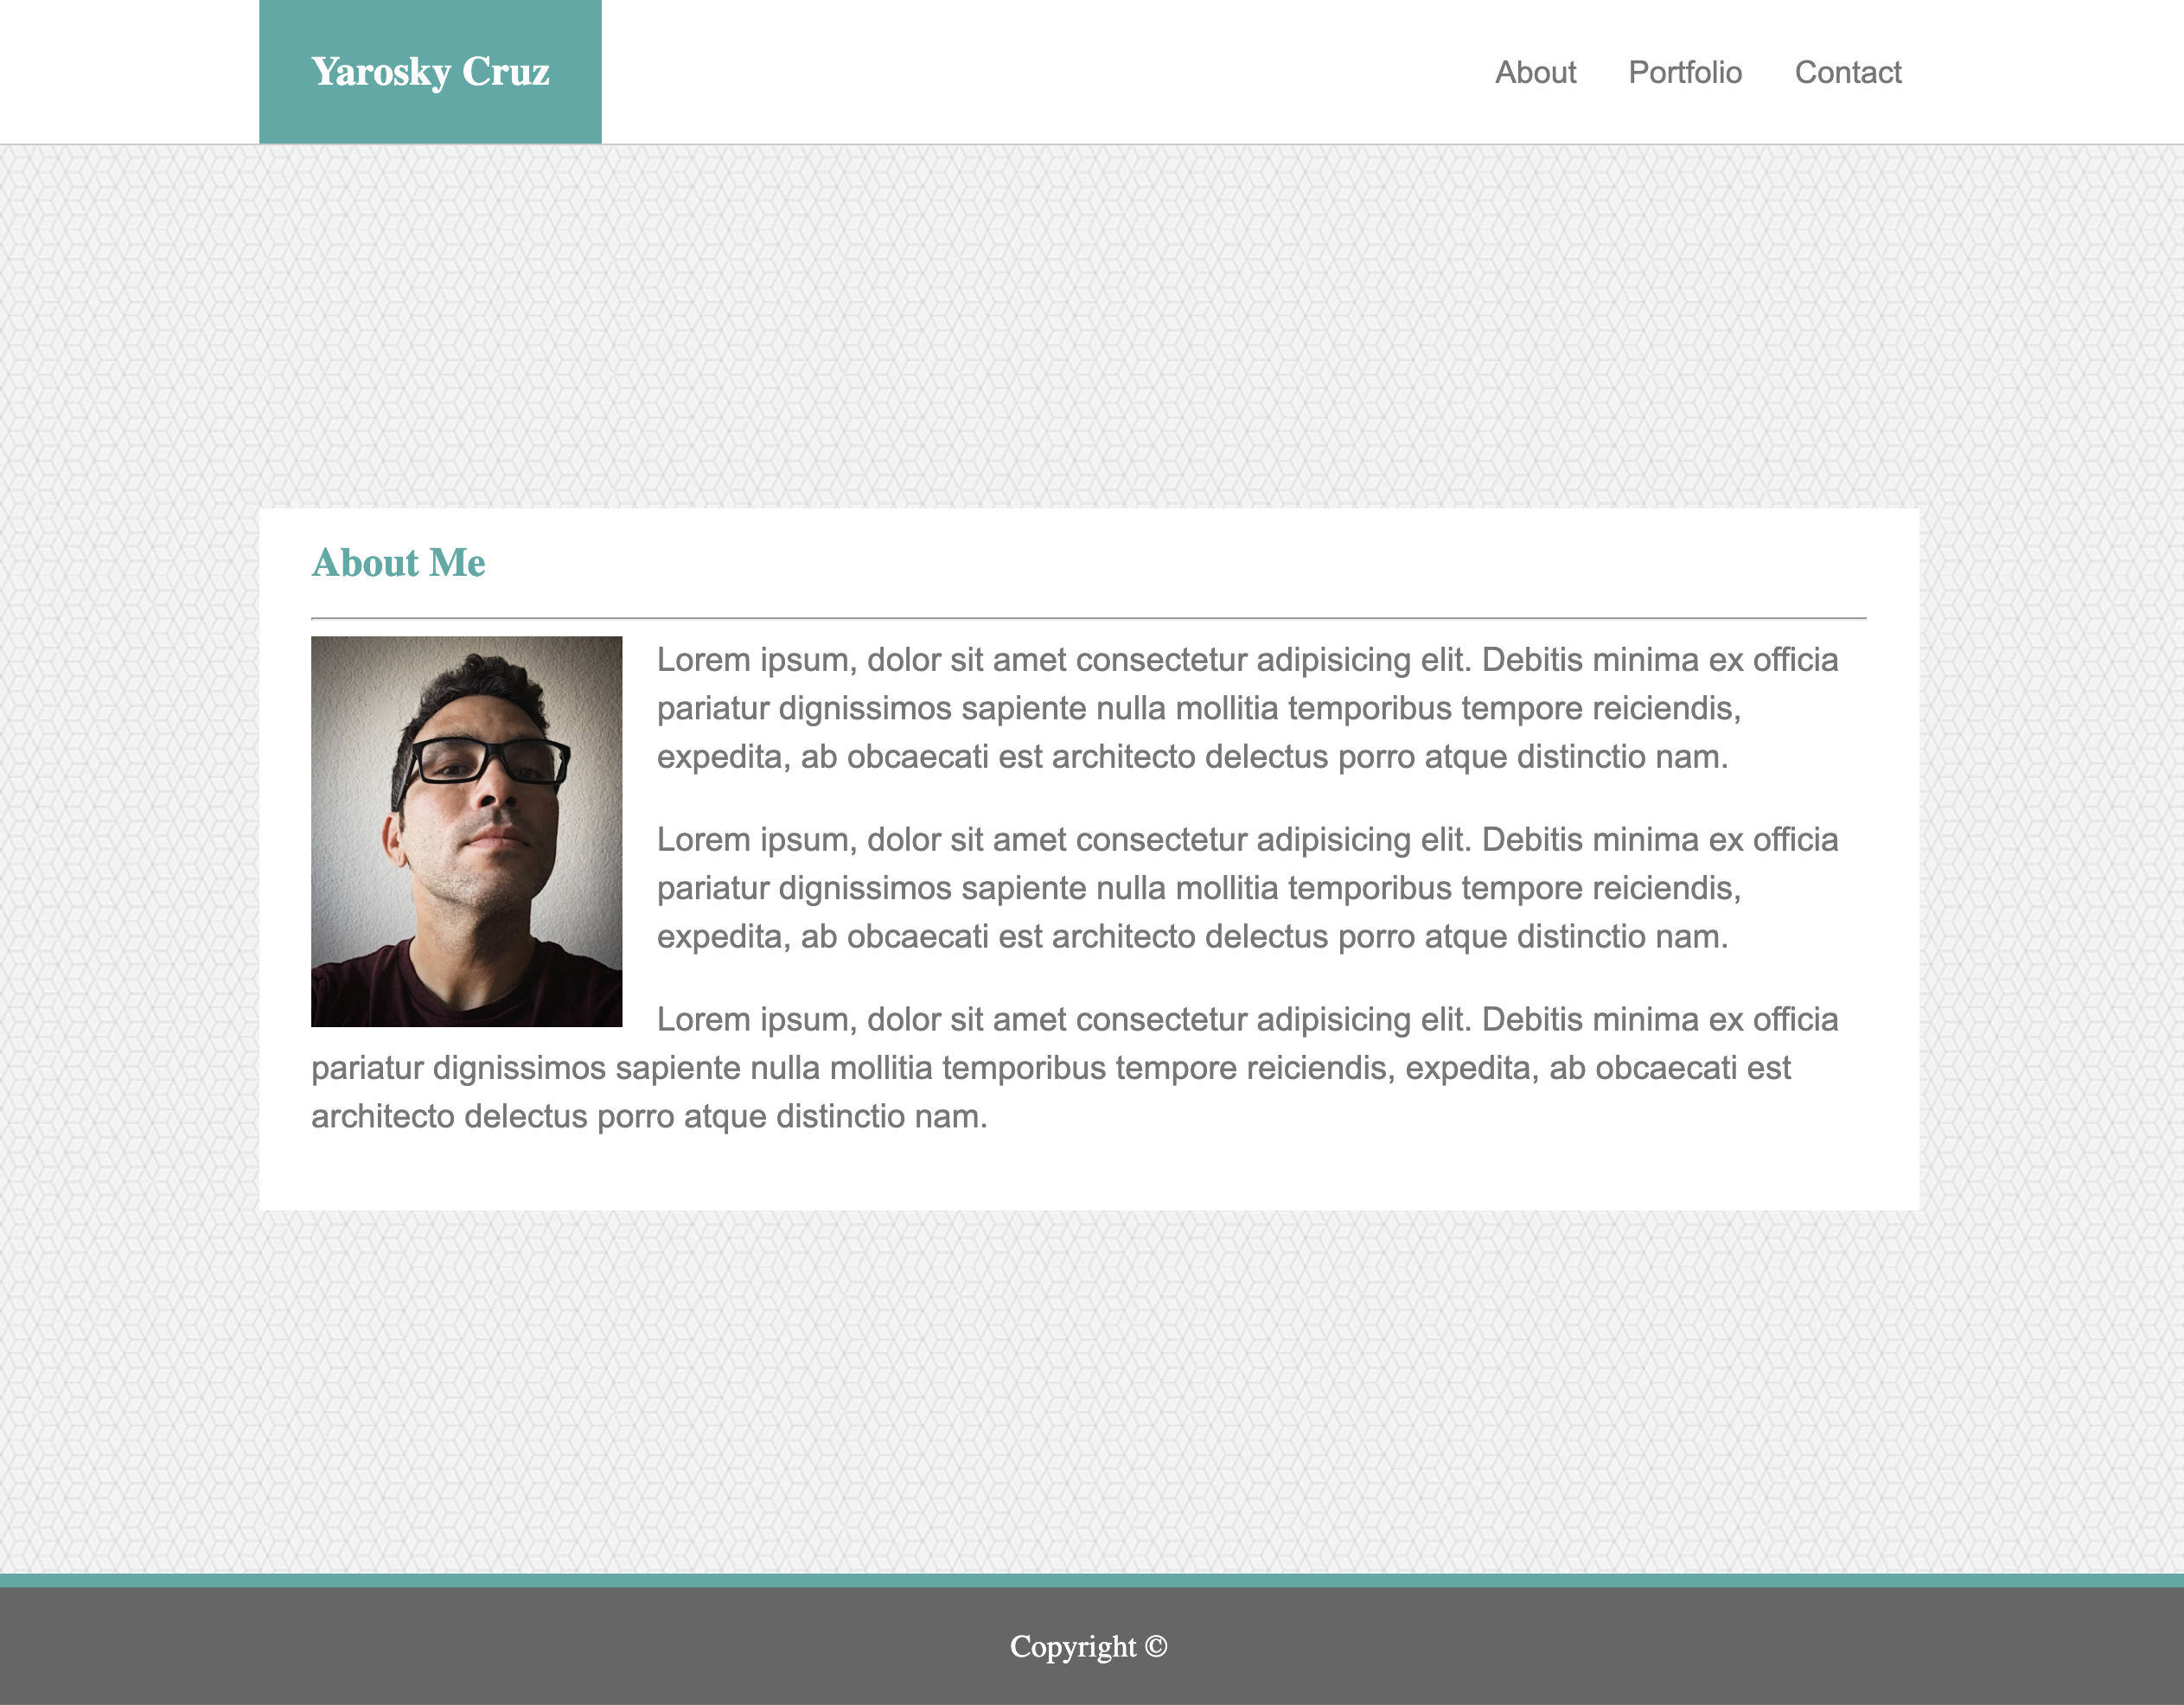 Yarosky Cruz
About Portfolio Contact
About Me
Lorem ipsum, dolor sit amet consectetur adipisicing elit. Debitis minima ex officia
pariatur dignissimos sapiente nulla mollitia temporibus tempore reiciendis,
expedita, ab obcaecati est architecto delectus porro atque distinctio nam.
Lorem ipsum, dolor sit amet consectetur adipisicing elit. Debitis minima ex officia
pariatur dignissimos sapiente nulla mollitia temporibus tempore reiciendis,
expedita, ab obcaecati est architecto delectus porro atque distinctio nam.
Lorem ipsum, dolor sit amet consectetur adipisicing elit. Debitis minima ex officia
pariatur dignissimos sapiente nulla mollitia temporibus tempore reiciendis, expedita, ab obcaecati est
architecto delectus porro atque distinctio nam.
Copyright ©